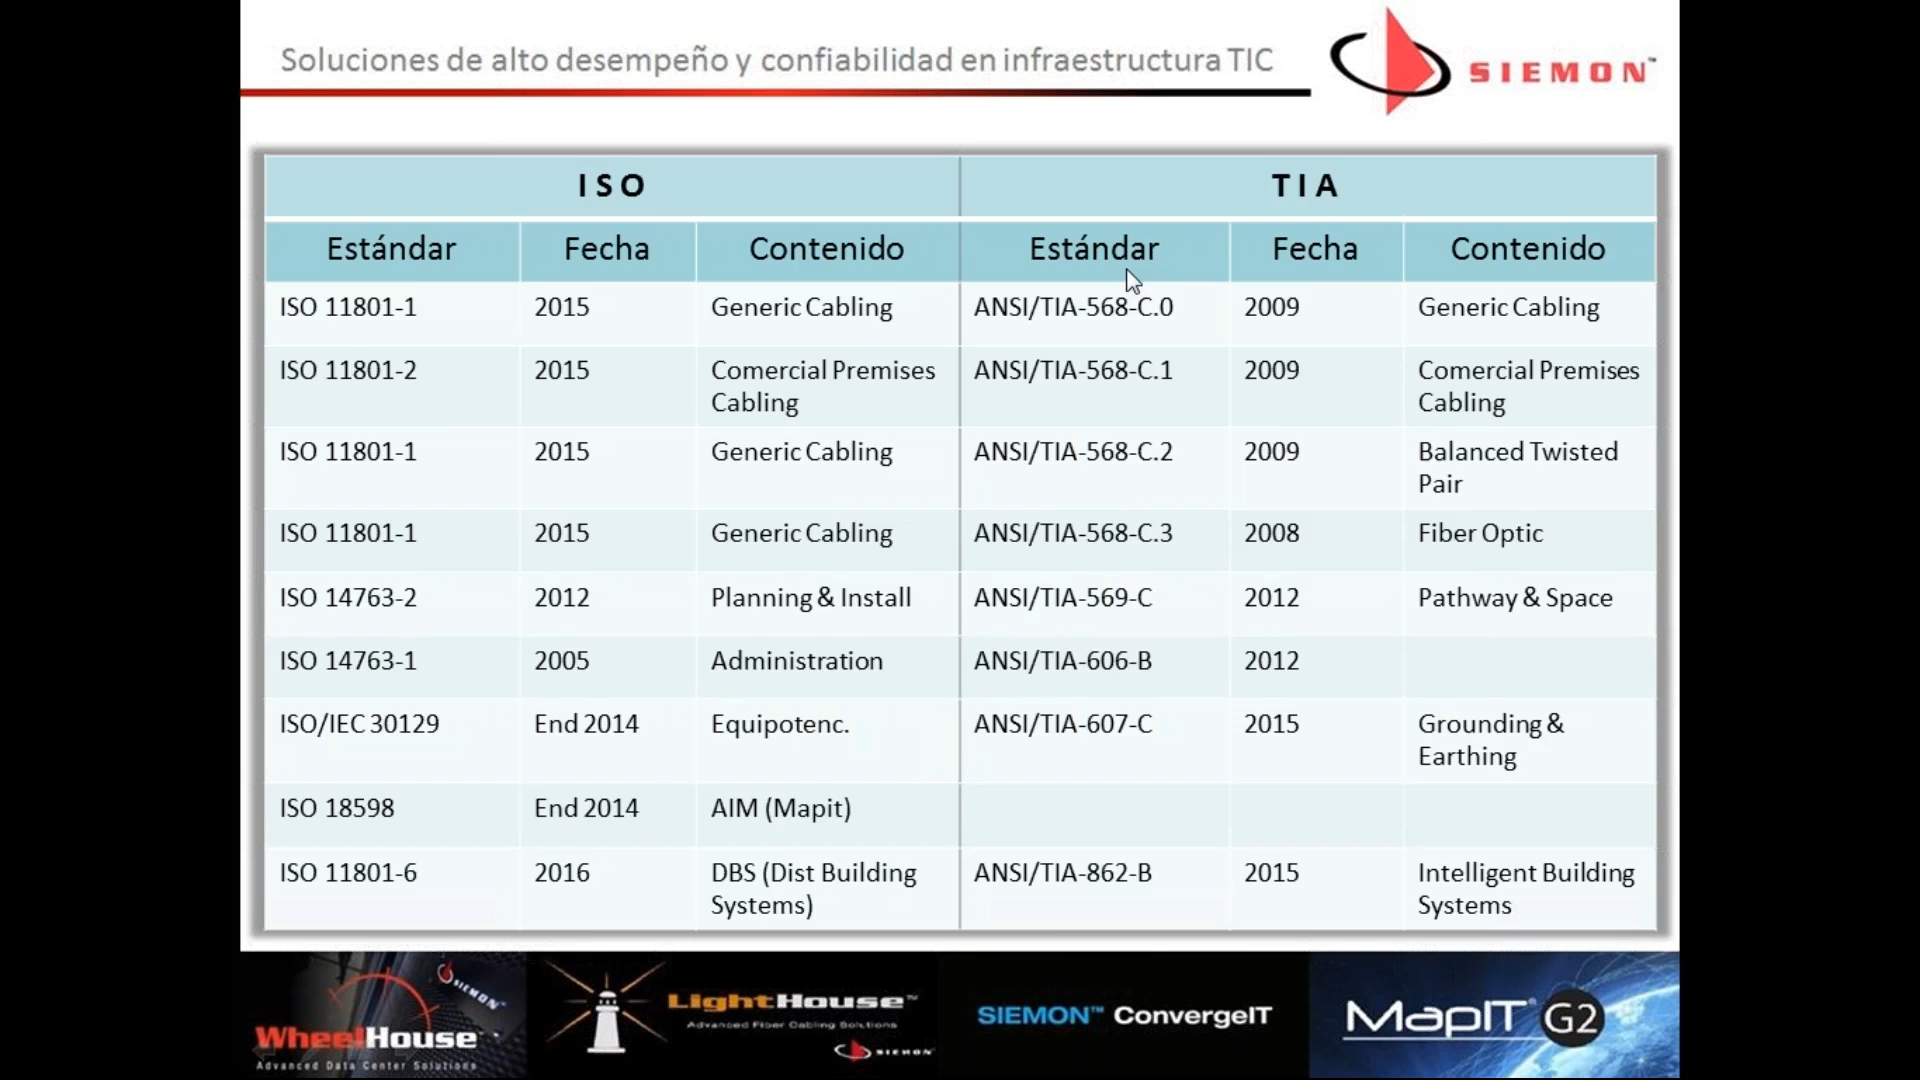 Soluciones de alto desempeño y confiabilidad en infraestructura TIC
SIEMON™
ISO TIA
Estándar Fecha Contenido Estándar Fecha Contenido
ISO 11801-1 2015 Generic Cabling ANSI/TIA-568-C.0 2009 Generic Cabling
ISO 11801-2 2015 Comercial Premises Cabling ANSI/TIA-568-C.1 2009 Comercial Premises Cabling
ISO 11801-1 2015 Generic Cabling ANSI/TIA-568-C.2 2009 Balanced Twisted Pair
ISO 11801-1 2015 Generic Cabling ANSI/TIA-568-C.3 2008 Fiber Optic
ISO 14763-2 2012 Planning & Install ANSI/TIA-569-C 2012 Pathway & Space
ISO 14763-1 2005 Administration ANSI/TIA-606-B 2012
ISO/IEC 30129 End 2014 Equipotenc. ANSI/TIA-607-C 2015 Grounding & Earthing
ISO 18598 End 2014 AIM (Mapit)
ISO 11801-6 2016 DBS (Dist Building Systems) ANSI/TIA-862-B 2015 Intelligent Building Systems
SIEMON™
WheelHouse™
Advanced Data Center Solutions
LightHouse™
Advanced Fiber Cabling Solutions
SIEMON
SIEMON™ ConvergeIT
MapIT® G2